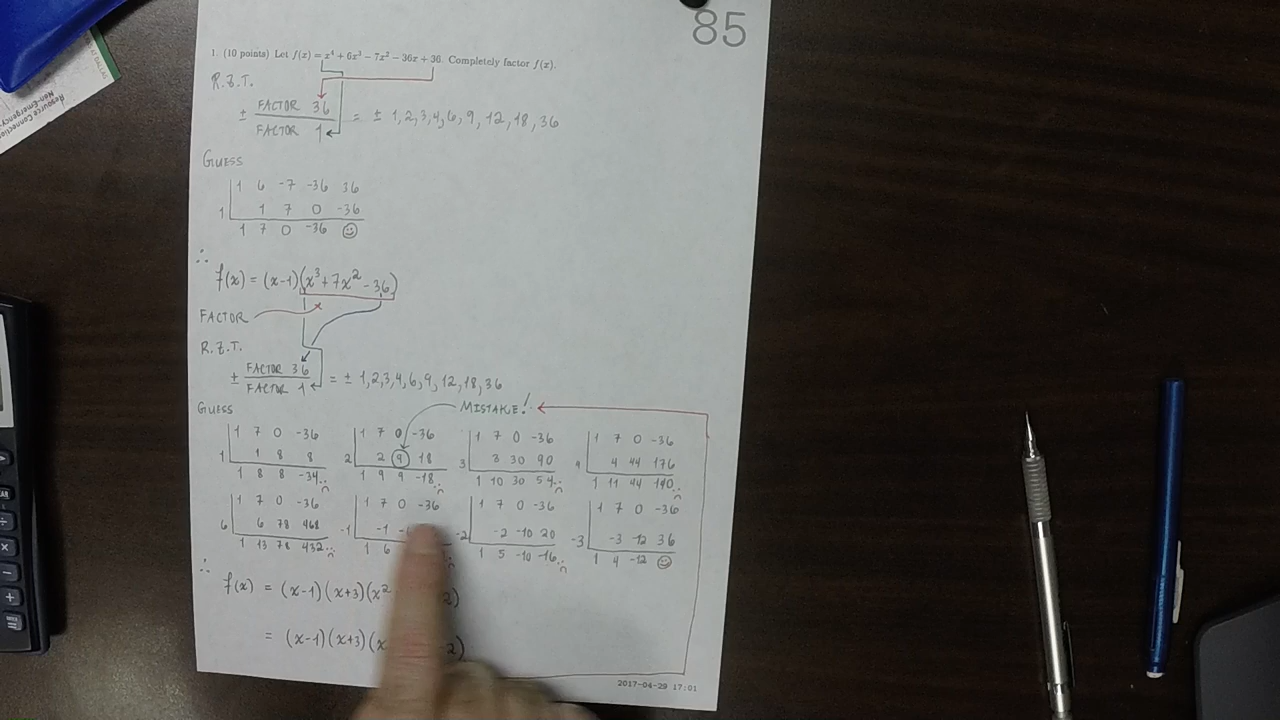 85
1. (10 points) Let f(x) = x⁴ + 6x³ − 7x² − 36x + 36. Completely factor f(x).
R.Z.T.
± FACTOR 36 / FACTOR 1 = ± 1,2,3,4,6,9,12,18,36
GUESS
1 6 -7 -36 36
1 1 7 0 -36
1 7 0 -36 ☺
∴
f(x) = (x-1)(x³+7x²-36)
FACTOR
R.Z.T.
± FACTOR 36 / FACTOR 1 = ± 1,2,3,4,6,9,12,18,36
GUESS
MISTAKE!
1 7 0 -36
1 1 8 8
1 8 8 -34
1 7 0 -36
2 2 9 18
1 9 9 -18
1 7 0 -36
3 3 30 90
1 10 30 54
1 7 0 -36
4 4 44 176
1 11 44 140
1 7 0 -36
6 6 78 468
1 13 78 432
1 7 0 -36
-1 -1
1 6
1 7 0 -36
-2 -2 -10 20
1 5 -10 -16
1 7 0 -36
-3 -3 -12 36
1 4 -12 ☺
∴
f(x) = (x-1)(x+3)(x² 2)
= (x-1)(x+3)(x 2)
2017-04-29 17:01
Resource Connection
Non-Emergency